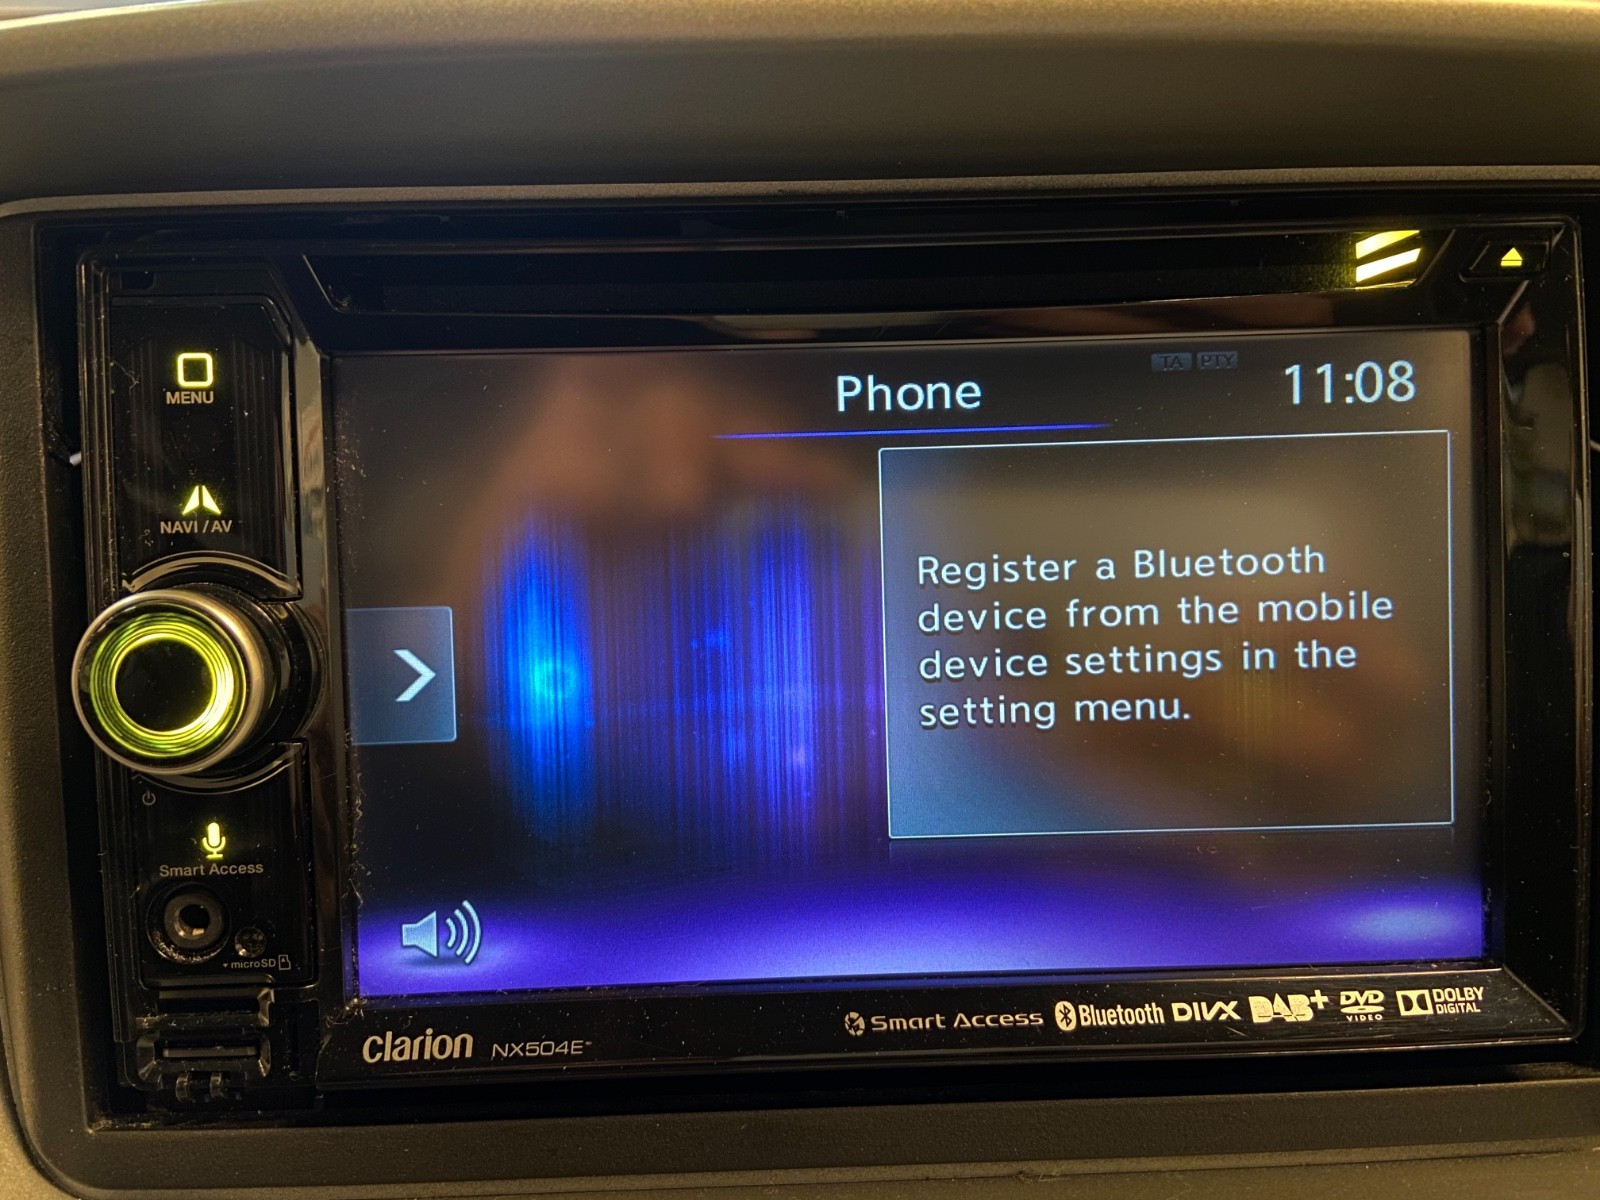 TA PTY
Phone
11:08
MENU
NAVI / AV
Register a Bluetooth
device from the mobile
device settings in the
setting menu.
Smart Access
microSD
clarion NX504E
Smart Access Bluetooth DIVX DAB+ DVD VIDEO DOLBY DIGITAL